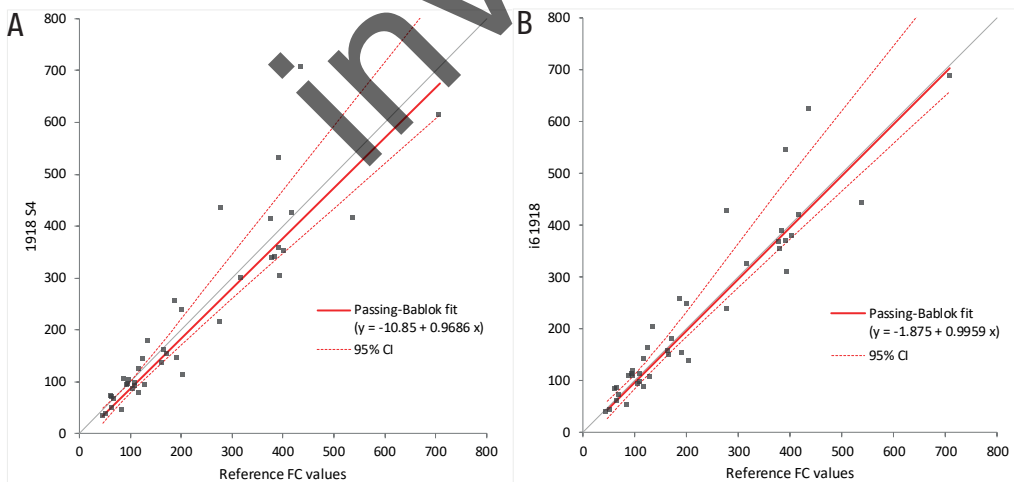 A
800
700
600
500
400
300
200
100
0
1918 S4
0 100 200 300 400 500 600 700 800
Reference FC values
Passing-Bablok fit
(y = -10.85 + 0.9686 x)
95% CI
B
800
700
600
500
400
300
200
100
0
i6 1918
0 100 200 300 400 500 600 700 800
Reference FC values
Passing-Bablok fit
(y = -1.875 + 0.9959 x)
95% CI